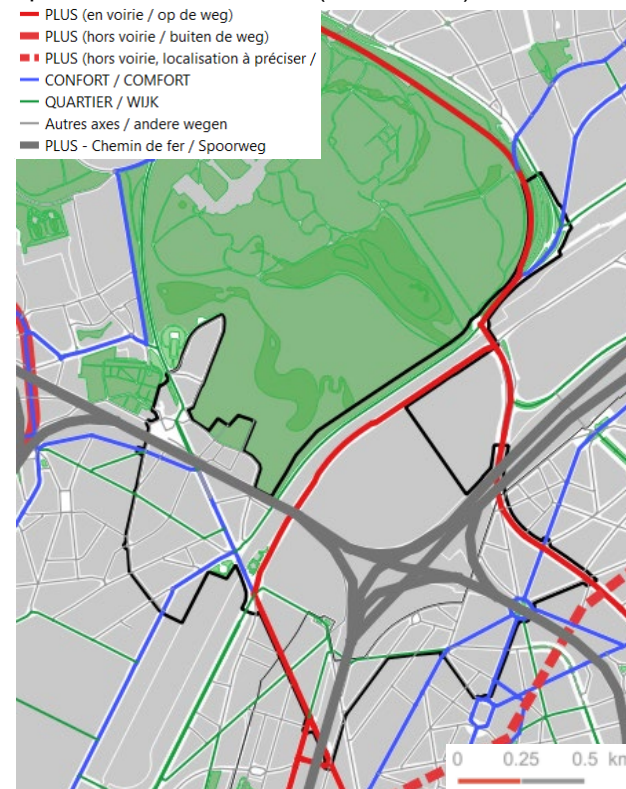 PLUS (en voirie / op de weg)
PLUS (hors voirie / buiten de weg)
PLUS (hors voirie, localisation à préciser /
CONFORT / COMFORT
QUARTIER / WIJK
Autres axes / andere wegen
PLUS - Chemin de fer / Spoorweg
0 0.25 0.5 km